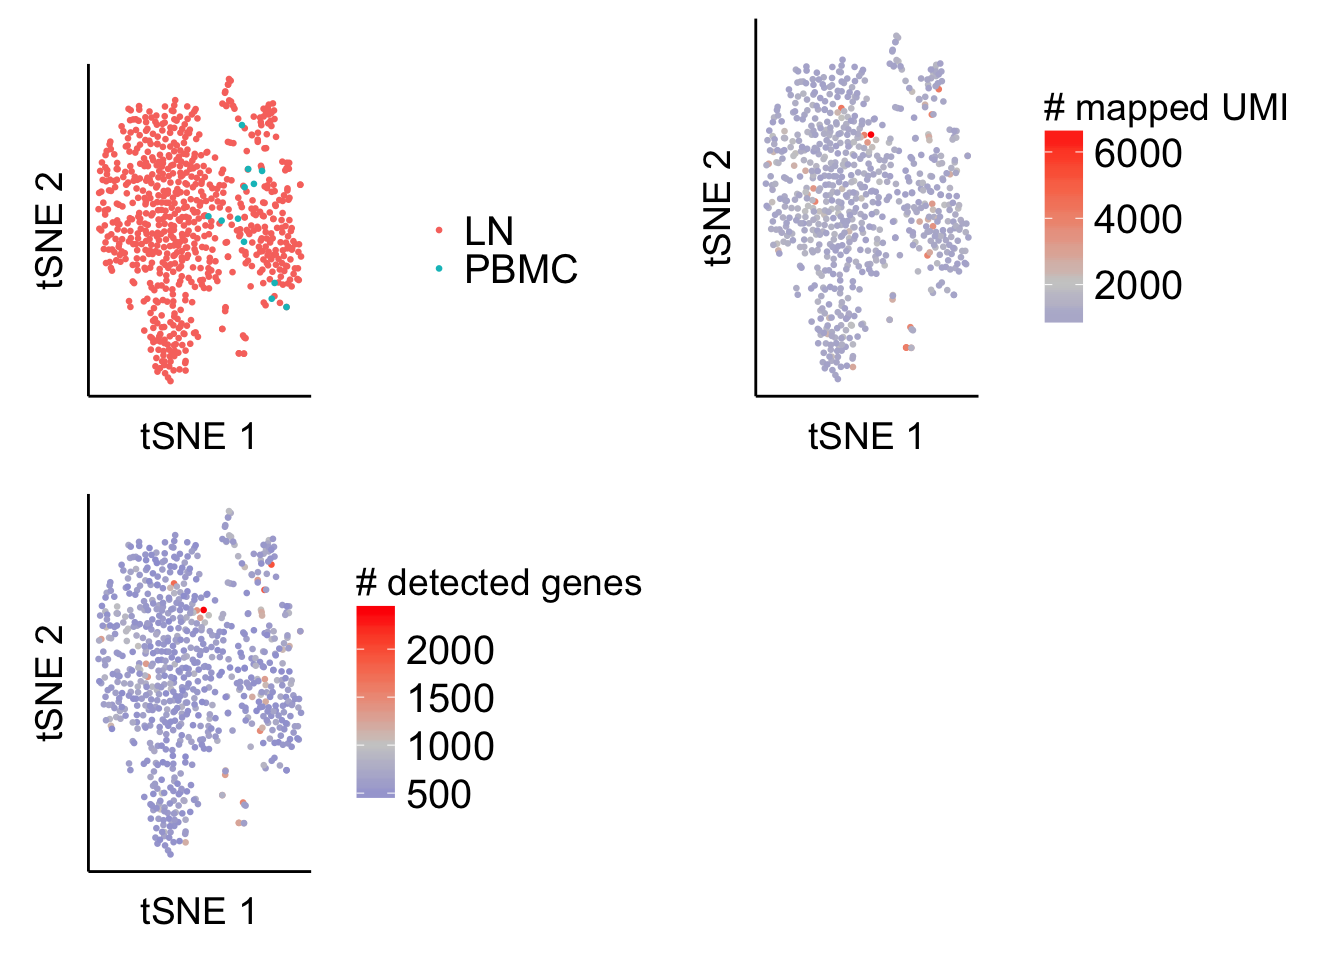 tSNE 2
tSNE 1
LN
PBMC
tSNE 2
tSNE 1
# mapped UMI
6000
4000
2000
tSNE 2
tSNE 1
# detected genes
2000
1500
1000
500